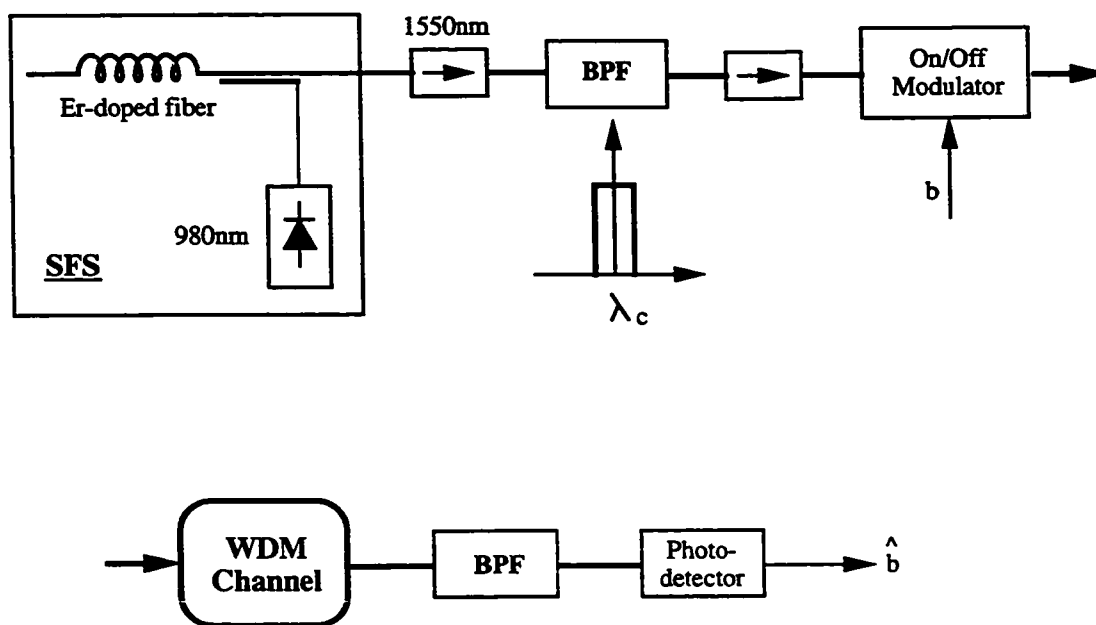 1550nm
BPF
On/Off
Modulator
Er-doped fiber
980nm
SFS
b
λc
WDM
Channel
BPF
Photo-
detector
b̂